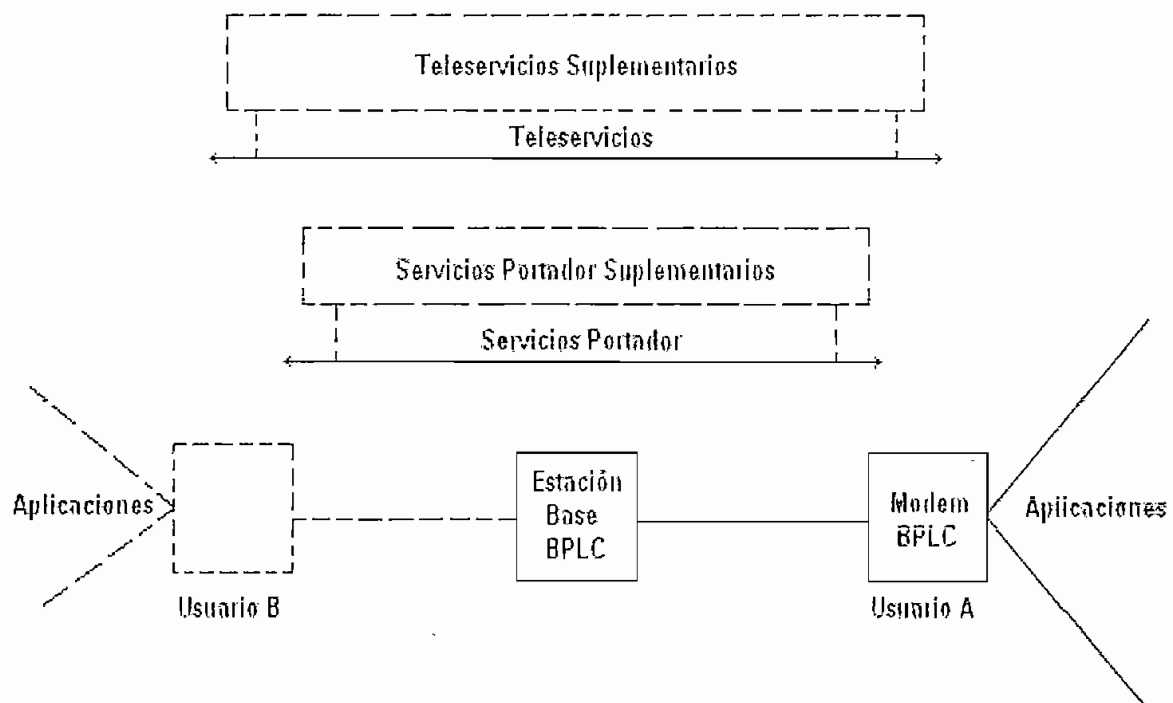 Teleservicios Suplementarios
Teleservicios
Servicios Portador Suplementarios
Servicios Portador
Aplicaciones
Estación
Base
BPLC
Modem
BPLC
Aplicaciones
Usuario B
Usuario A